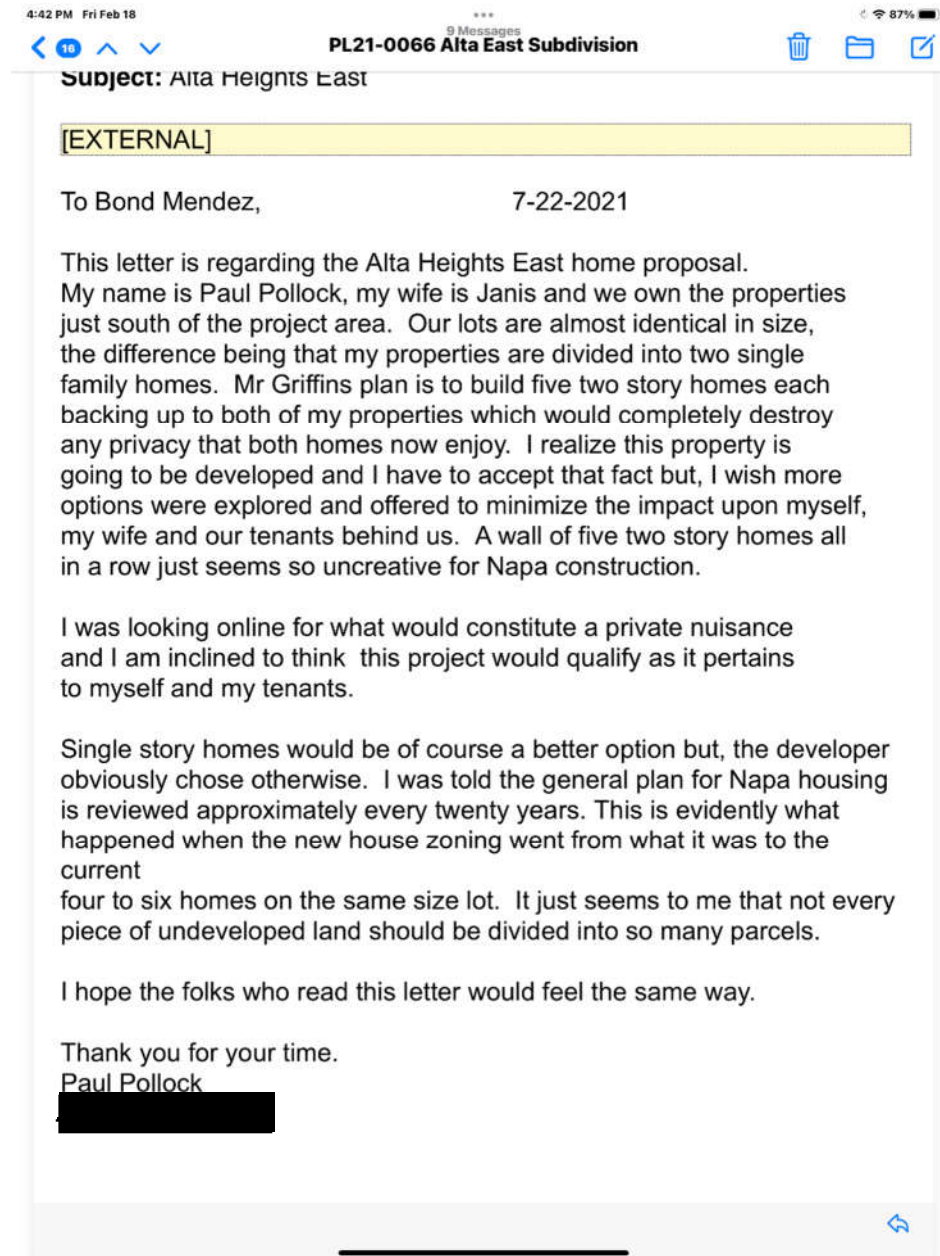 4:42 PM Fri Feb 18
87%
16
9 Messages
PL21-0066 Alta East Subdivision
Subject: Alta Heights East
[EXTERNAL]
To Bond Mendez, 7-22-2021
This letter is regarding the Alta Heights East home proposal.
My name is Paul Pollock, my wife is Janis and we own the properties
just south of the project area. Our lots are almost identical in size,
the difference being that my properties are divided into two single
family homes. Mr Griffins plan is to build five two story homes each
backing up to both of my properties which would completely destroy
any privacy that both homes now enjoy. I realize this property is
going to be developed and I have to accept that fact but, I wish more
options were explored and offered to minimize the impact upon myself,
my wife and our tenants behind us. A wall of five two story homes all
in a row just seems so uncreative for Napa construction.
I was looking online for what would constitute a private nuisance
and I am inclined to think this project would qualify as it pertains
to myself and my tenants.
Single story homes would be of course a better option but, the developer
obviously chose otherwise. I was told the general plan for Napa housing
is reviewed approximately every twenty years. This is evidently what
happened when the new house zoning went from what it was to the
current
four to six homes on the same size lot. It just seems to me that not every
piece of undeveloped land should be divided into so many parcels.
I hope the folks who read this letter would feel the same way.
Thank you for your time.
Paul Pollock